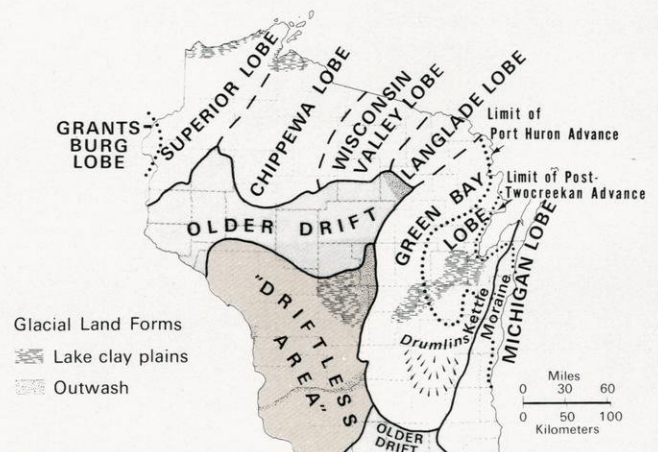 SUPERIOR LOBE
CHIPPEWA LOBE
WISCONSIN
VALLEY LOBE
LANGLADE LOBE
Limit of
Port Huron Advance
GRANTS-
BURG
LOBE
Limit of Post-
Twocreekan Advance
OLDER DRIFT
GREEN BAY
LOBE
MICHIGAN LOBE
"DRIFTLESS
AREA"
Kettle
Moraine
Drumlins
Glacial Land Forms
Lake clay plains
Outwash
Miles
0 30 60
0 50 100
Kilometers
OLDER
DRIFT